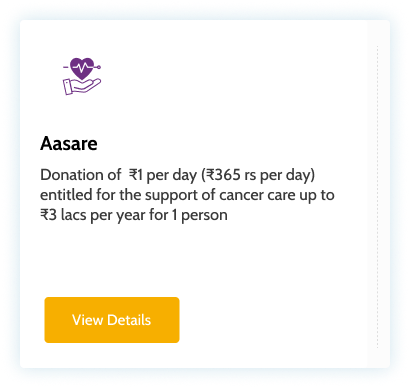 Aasare
Donation of ₹1 per day (₹365 rs per day)
entitled for the support of cancer care up to
₹3 lacs per year for 1 person
View Details